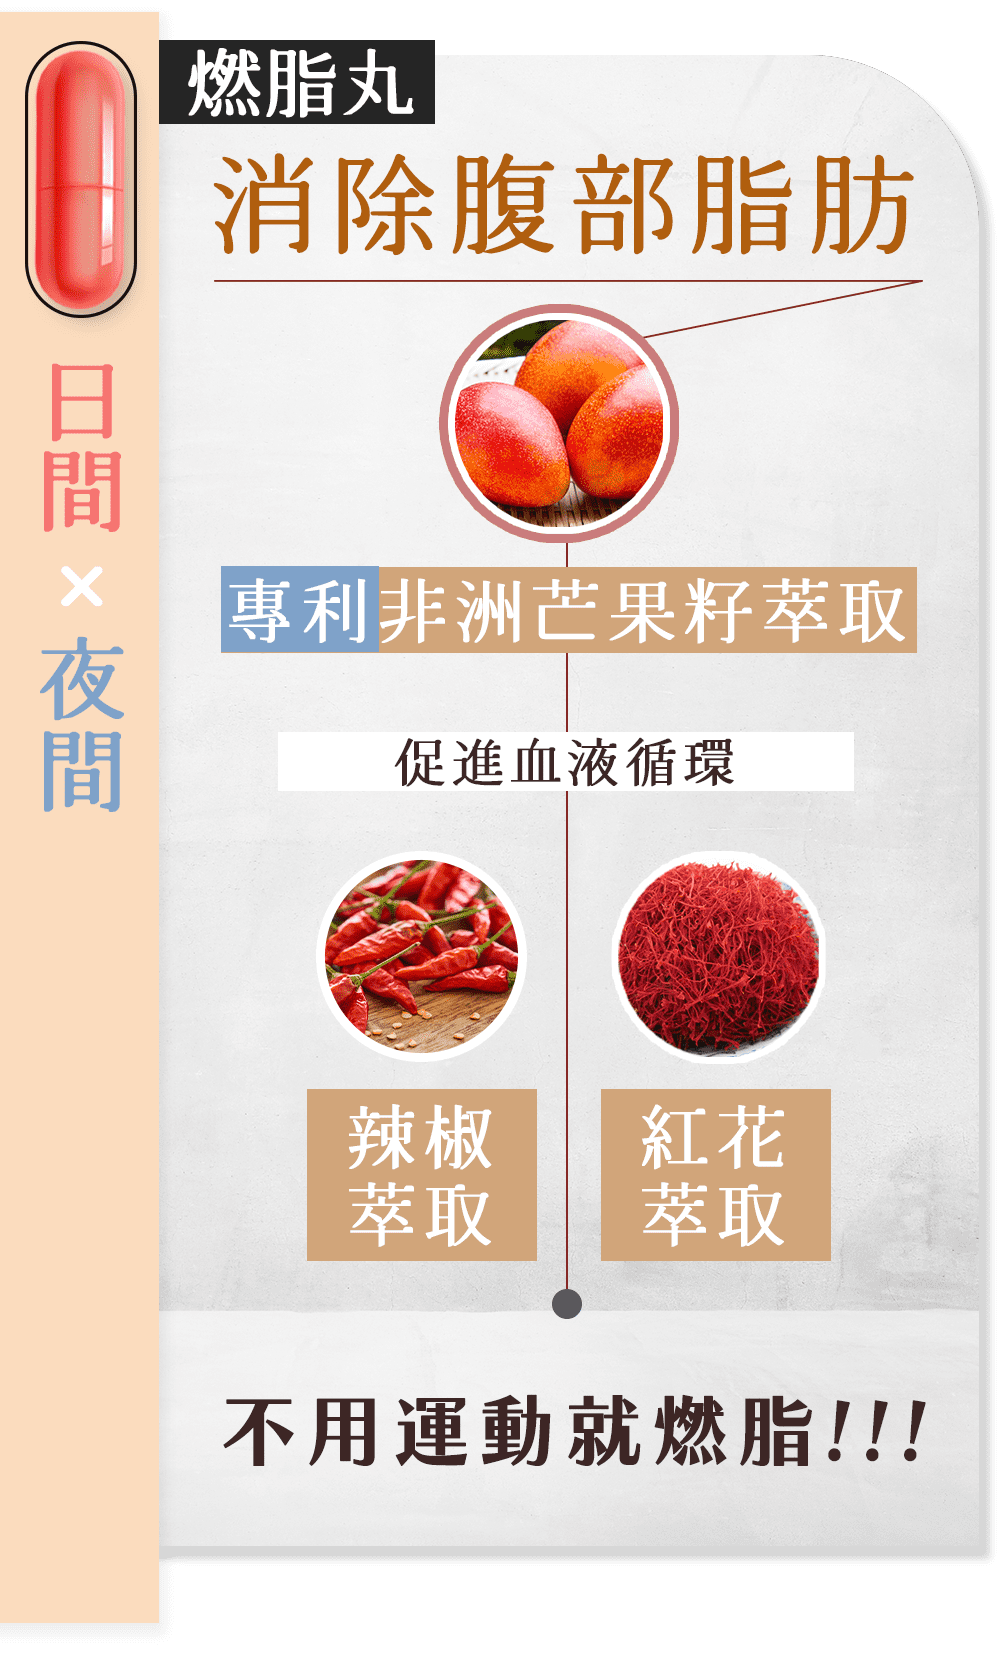 燃脂丸
消除腹部脂肪
日間
×
夜間
專利非洲芒果籽萃取
促進血液循環
辣椒
萃取
紅花
萃取
不用運動就燃脂!!!